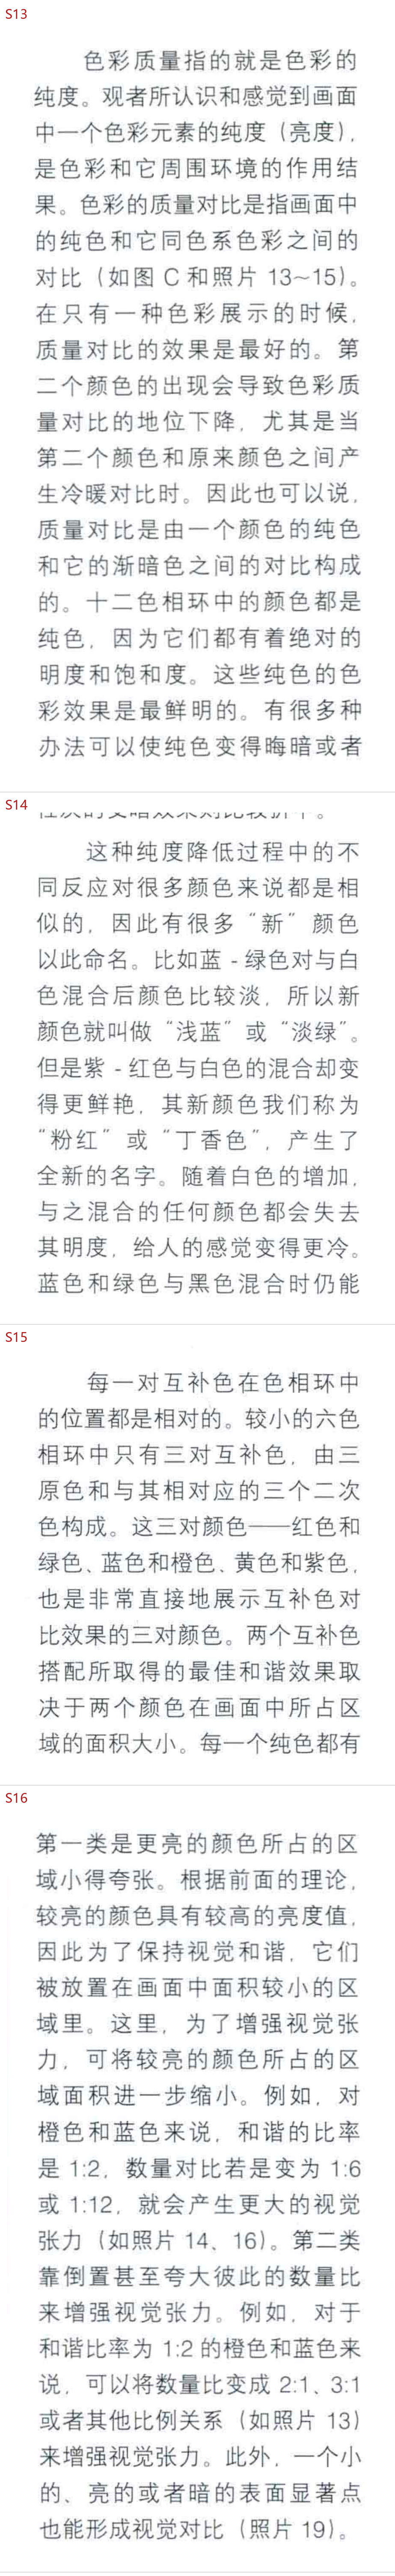 S13
色彩质量指的就是色彩的
纯度。观者所认识和感觉到画面
中一个色彩元素的纯度（亮度），
是色彩和它周围环境的作用结
果。色彩的质量对比是指画面中
的纯色和它同色系色彩之间的
对比（如图 C 和照片 13~15）。
在只有一种色彩展示的时候，
质量对比的效果是最好的。第
二个颜色的出现会导致色彩质
量对比的地位下降，尤其是当
第二个颜色和原来颜色之间产
生冷暖对比时。因此也可以说，
质量对比是由一个颜色的纯色
和它的渐暗色之间的对比构成
的。十二色相环中的颜色都是
纯色，因为它们都有着绝对的
明度和饱和度。这些纯色的色
彩效果是最鲜明的。有很多种
办法可以使纯色变得晦暗或者
S14
这种纯度降低过程中的不
同反应对很多颜色来说都是相
似的，因此有很多“新”颜色
以此命名。比如蓝 - 绿色对与白
色混合后颜色比较淡，所以新
颜色就叫做“浅蓝”或“淡绿”。
但是紫 - 红色与白色的混合却变
得更鲜艳，其新颜色我们称为
“粉红”或“丁香色”，产生了
全新的名字。随着白色的增加，
与之混合的任何颜色都会失去
其明度，给人的感觉变得更冷。
蓝色和绿色与黑色混合时仍能
S15
每一对互补色在色相环中
的位置都是相对的。较小的六色
相环中只有三对互补色，由三
原色和与其相对应的三个二次
色构成。这三对颜色——红色和
绿色、蓝色和橙色、黄色和紫色，
也是非常直接地展示互补色对
比效果的三对颜色。两个互补色
搭配所取得的最佳和谐效果取
决于两个颜色在画面中所占区
域的面积大小。每一个纯色都有
S16
第一类是更亮的颜色所占的区
域小得夸张。根据前面的理论，
较亮的颜色具有较高的亮度值，
因此为了保持视觉和谐，它们
被放置在画面中面积较小的区
域里。这里，为了增强视觉张
力，可将较亮的颜色所占的区
域面积进一步缩小。例如，对
橙色和蓝色来说，和谐的比率
是 1:2，数量对比若是变为 1:6
或 1:12，就会产生更大的视觉
张力（如照片 14、16）。第二类
靠倒置甚至夸大彼此的数量比
来增强视觉张力。例如，对于
和谐比率为 1:2 的橙色和蓝色来
说，可以将数量比变成 2:1、3:1
或者其他比例关系（如照片 13）
来增强视觉张力。此外，一个小
的、亮的或者暗的表面显著点
也能形成视觉对比（照片 19）。